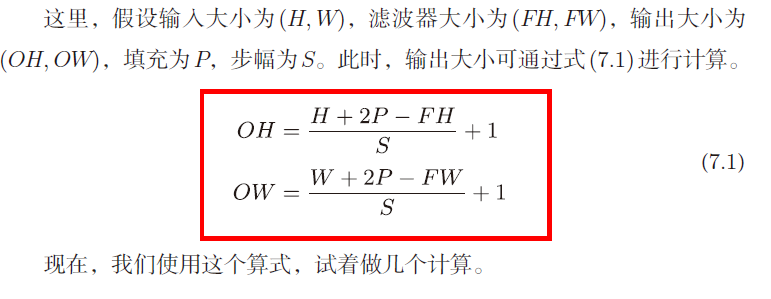 这里，假设输入大小为(H, W)，滤波器大小为(FH, FW)，输出大小为
(OH, OW)，填充为P，步幅为S。此时，输出大小可通过式(7.1)进行计算。
OH = \frac{H + 2P − FH}{S} + 1
OW = \frac{W + 2P − FW}{S} + 1
(7.1)
现在，我们使用这个算式，试着做几个计算。